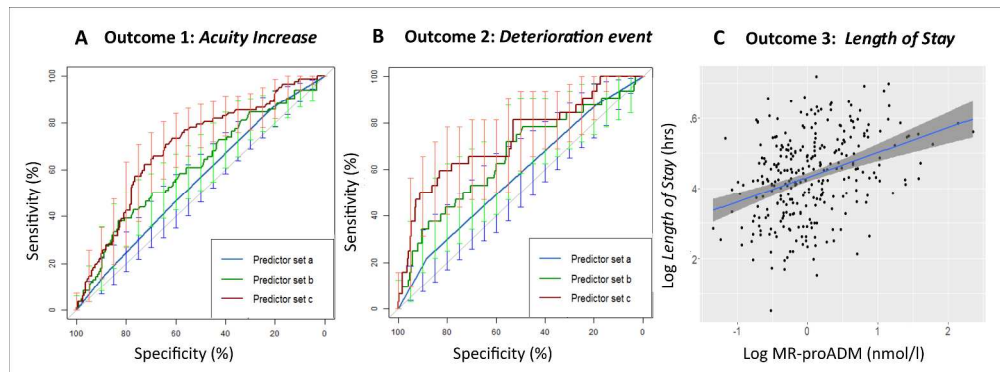 A Outcome 1: Acuity Increase
B Outcome 2: Deterioration event
C Outcome 3: Length of Stay
Sensitivity (%)
100
80
60
40
20
0
Predictor set a
Predictor set b
Predictor set c
100 80 60 40 20 0
Specificity (%)
Sensitivity (%)
100
80
60
40
20
0
Predictor set a
Predictor set b
Predictor set c
100 80 60 40 20 0
Specificity (%)
Log Length of Stay (hrs)
6
4
2
-1 0 1 2
Log MR-proADM (nmol/l)